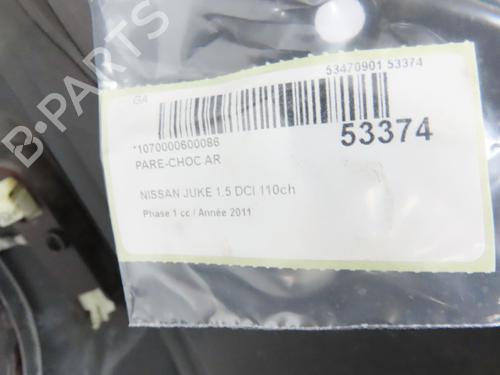 53470901 53374
GA
*1070000600086
53374
PARE-CHOC AR
NISSAN JUKE 1.5 DCI 110ch
Phase 1 cc / Année 2011